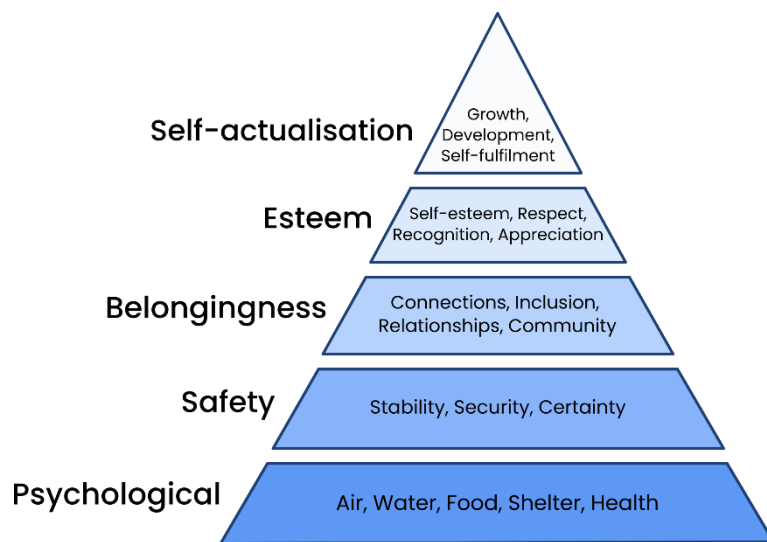 Self-actualisation
Growth,
Development,
Self-fulfilment
Esteem
Self-esteem, Respect,
Recognition, Appreciation
Belongingness
Connections, Inclusion,
Relationships, Community
Safety
Stability, Security, Certainty
Psychological
Air, Water, Food, Shelter, Health